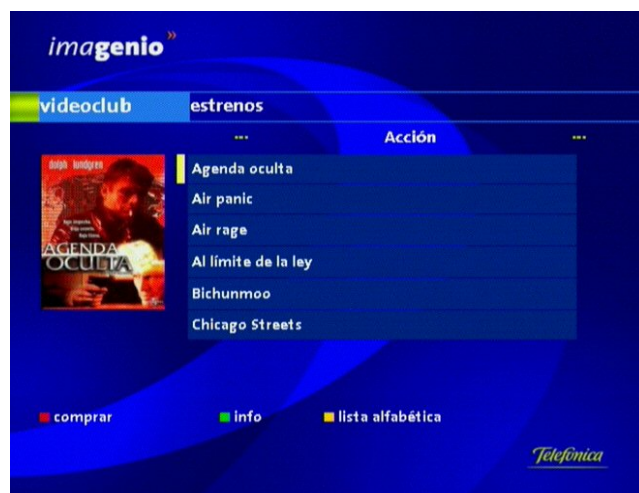 imagenio»
videoclub estrenos
... Acción ...
dolph lundgren
AGENDA
OCULTA
Agenda oculta
Air panic
Air rage
Al límite de la ley
Bichunmoo
Chicago Streets
comprar info lista alfabética
Telefónica